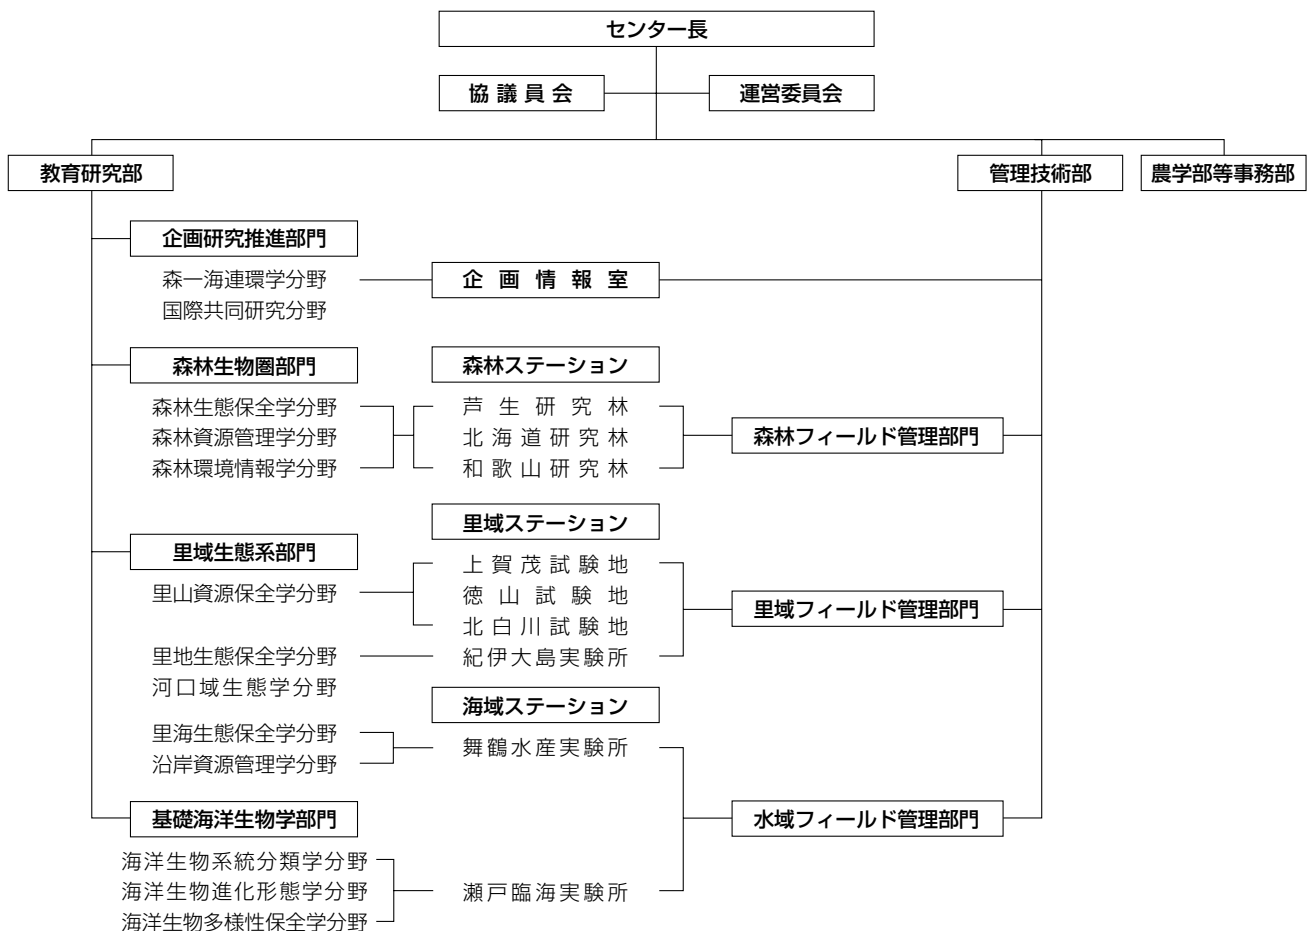 センター長
協議員会
運営委員会
教育研究部
管理技術部
農学部等事務部
企画研究推進部門
森ー海連環学分野
企画情報室
国際共同研究分野
森林生物圏部門
森林ステーション
森林生態保全学分野
芦生研究林
森林資源管理学分野
北海道研究林
森林フィールド管理部門
森林環境情報学分野
和歌山研究林
里域ステーション
里域生態系部門
上賀茂試験地
里山資源保全学分野
徳山試験地
里域フィールド管理部門
北白川試験地
里地生態保全学分野
紀伊大島実験所
河口域生態学分野
海域ステーション
里海生態保全学分野
舞鶴水産実験所
沿岸資源管理学分野
基礎海洋生物学部門
水域フィールド管理部門
海洋生物系統分類学分野
海洋生物進化形態学分野
瀬戸臨海実験所
海洋生物多様性保全学分野